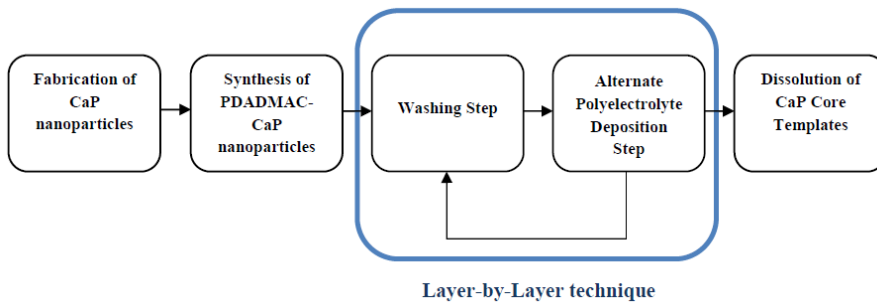 Fabrication of
CaP
nanoparticles
Synthesis of
PDADMAC-
CaP
nanoparticles
Washing Step
Alternate
Polyelectrolyte
Deposition
Step
Dissolution of
CaP Core
Templates
Layer-by-Layer technique